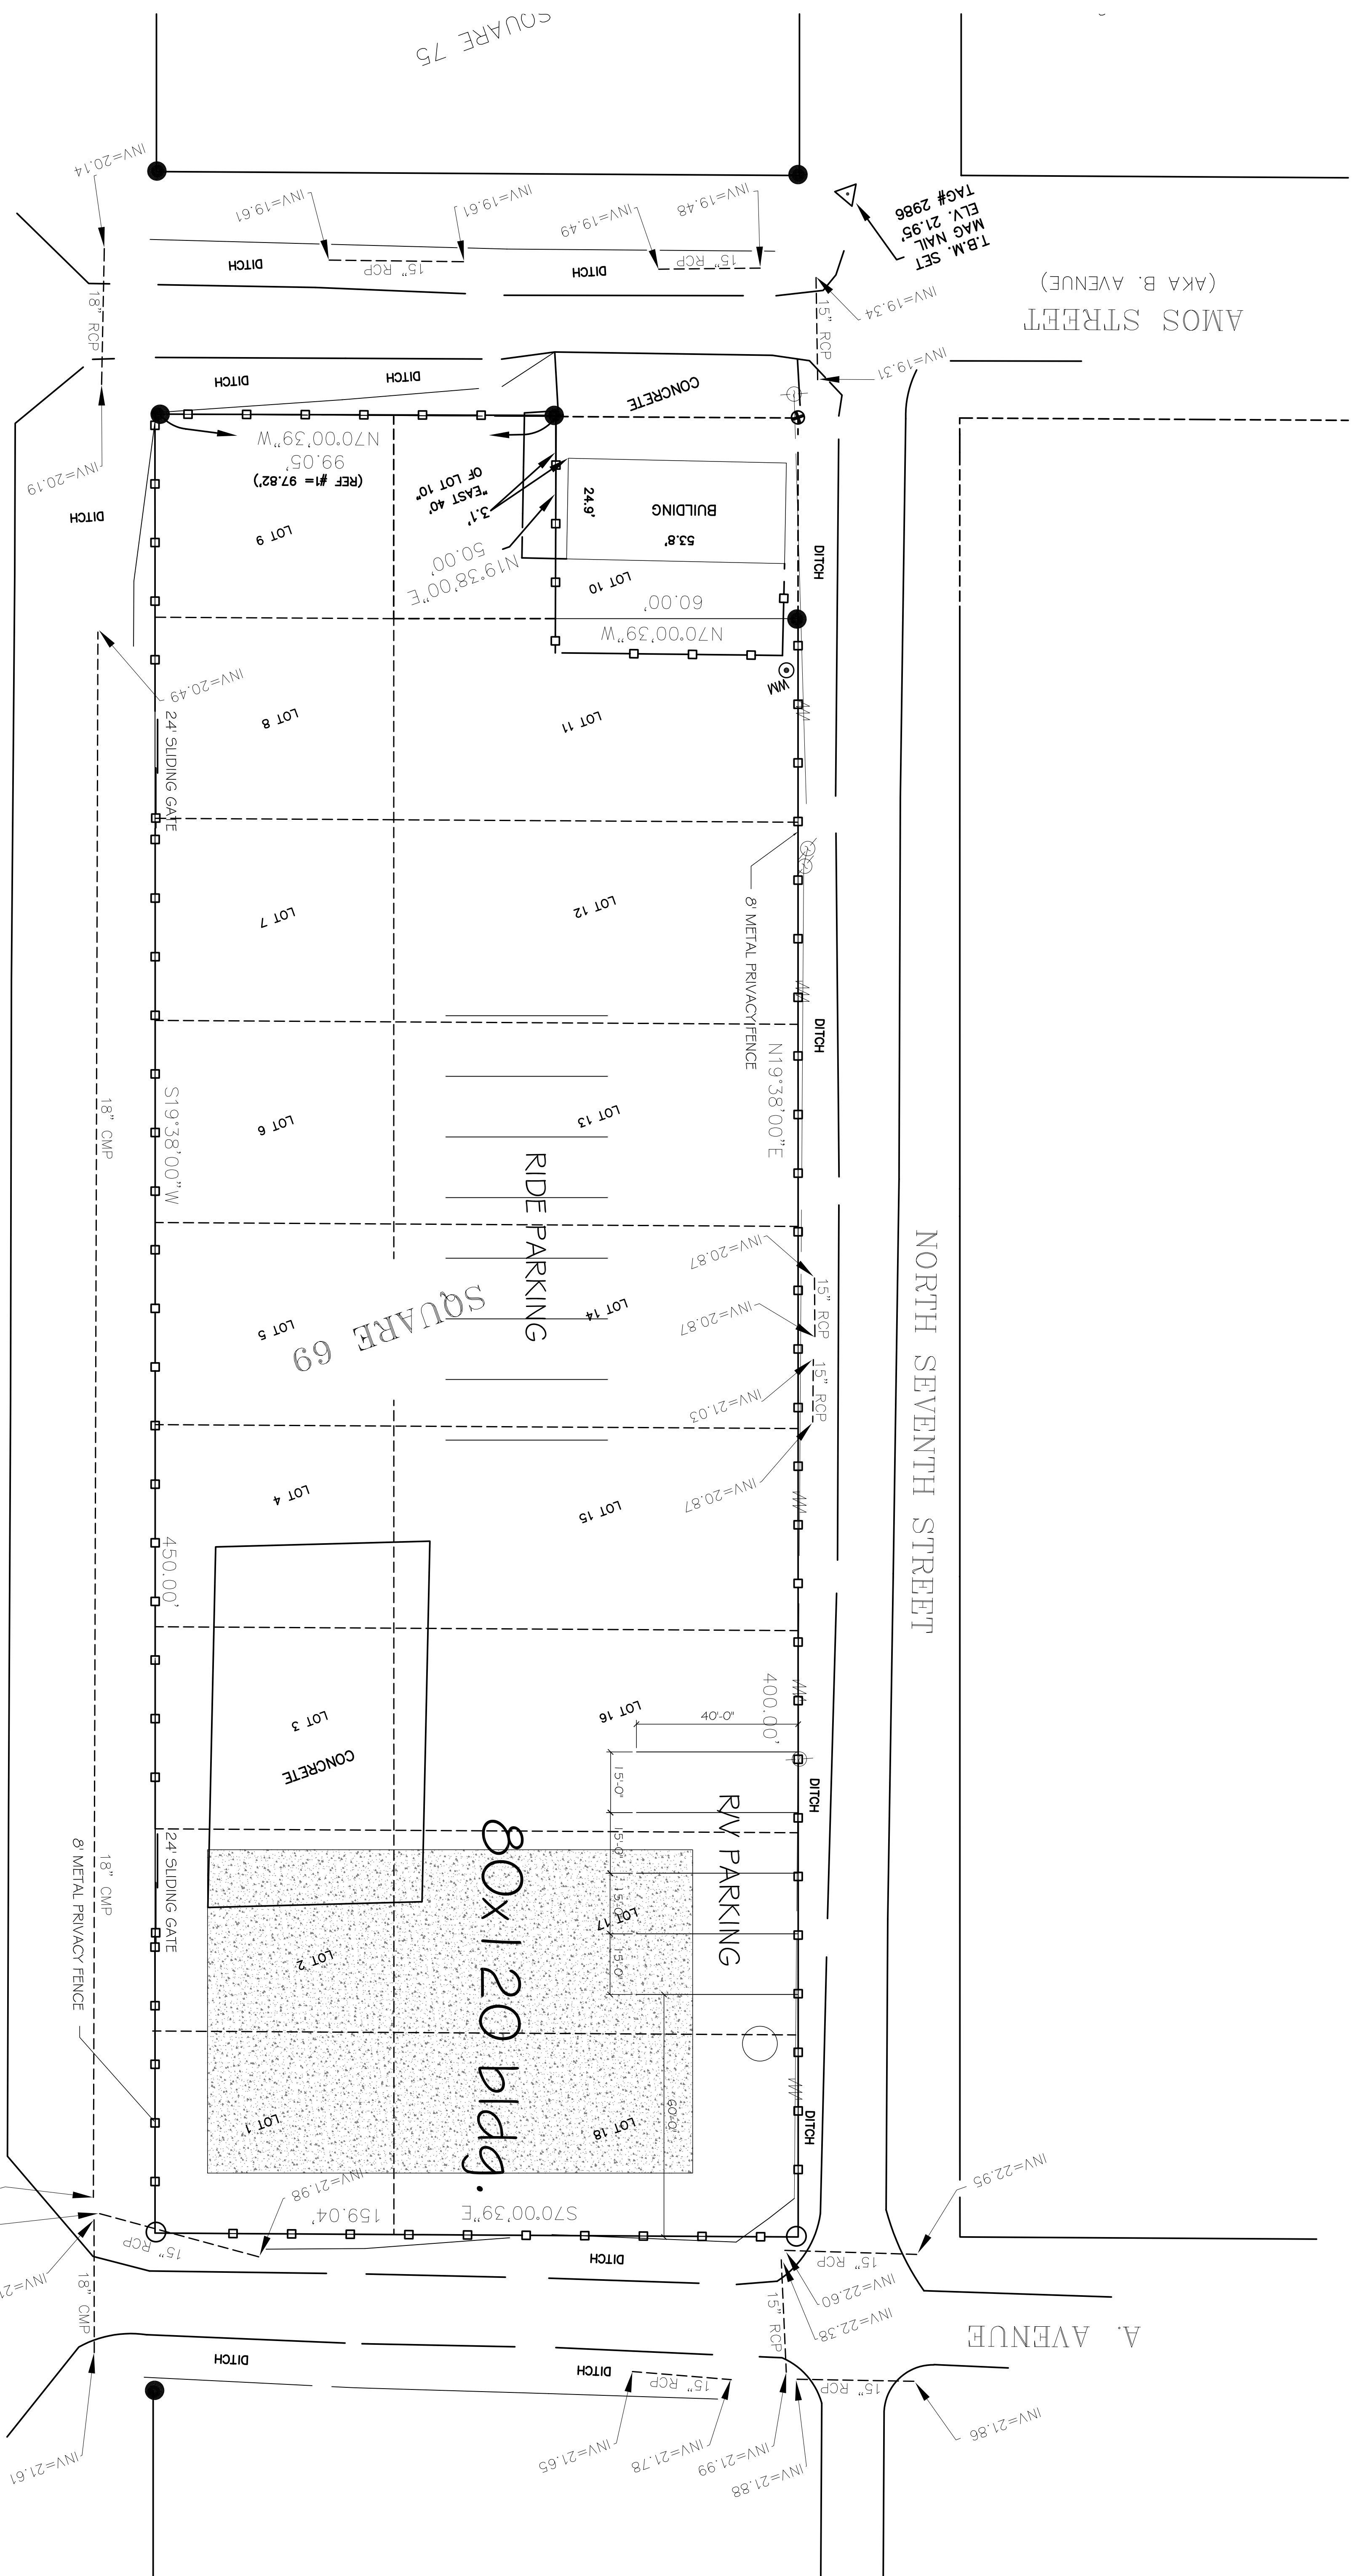 SQUARE 75
INV=20.14
INV=19.61
INV=19.61
INV=19.49
INV=19.48
T.B.M. SET
MAG NAIL
ELV. 21.95'
TAG# 2986
DITCH
15" RCP
DITCH
15" RCP
18" RCP
15" RCP
INV=19.34
AMOS STREET
(AKA B. AVENUE)
INV=19.31
DITCH
DITCH
CONCRETE
INV=20.19
DITCH
N70°00'39"W
99.05'
(REF #1= 97.82')
3.1'
"EAST 40'
OF LOT 10"
24.9'
BUILDING
53.8'
DITCH
LOT 9
N19°38'00"E
50.00'
LOT 10
60.00'
N70°00'39"W
WM
INV=20.49
24' SLIDING GATE
LOT 8
LOT 11
LOT 7
LOT 12
8' METAL PRIVACY FENCE
DITCH
N19°38'00"E
S19°38'00"W
18" CMP
LOT 6
LOT 13
RIDE PARKING
INV=20.87
15" RCP
INV=20.87
SQUARE 69
LOT 5
LOT 14
15" RCP
INV=21.03
INV=20.87
NORTH SEVENTH STREET
LOT 4
LOT 15
450.00'
400.00'
LOT 3
CONCRETE
LOT 16
40'-0"
15'-0"
15'-0"
15'-0"
15'-0"
R/V PARKING
DITCH
80x120 bldg.
24' SLIDING GATE
8' METAL PRIVACY FENCE
18" CMP
LOT 2
LOT 17
60'-0"
LOT 1
LOT 18
DITCH
INV=21.98
159.04'
S70°00'39"E
INV=22.95
15" RCP
DITCH
15" RCP
INV=22.60
INV=22.38
15" RCP
18" CMP
A. AVENUE
DITCH
DITCH
15" RCP
15" RCP
INV=21.61
INV=21.65
INV=21.78
INV=21.99
INV=21.88
INV=21.86